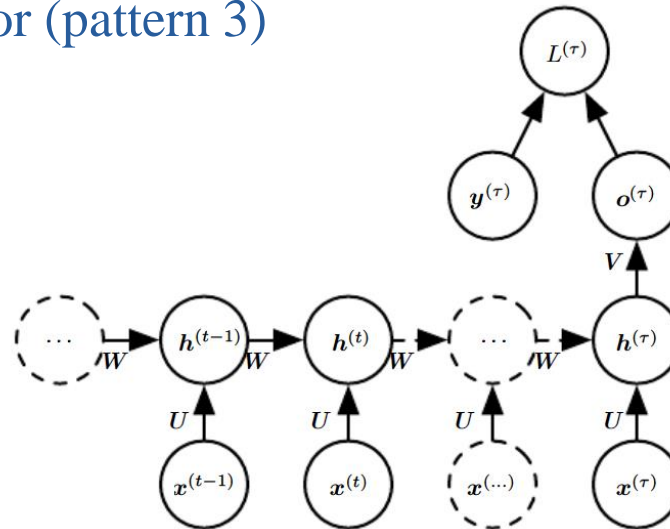 or (pattern 3)
L^(τ)
y^(τ) o^(τ)
V
... h^(t−1) h^(t) ... h^(τ)
W W W W
U U U U
x^(t−1) x^(t) x^(...) x^(τ)